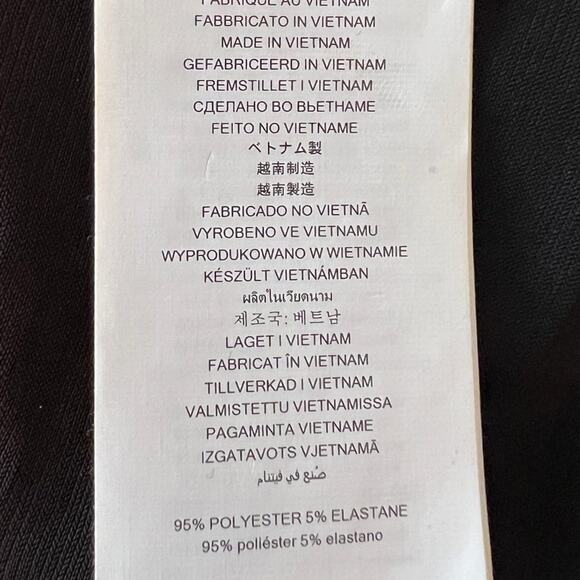 FABRIQUÉ AU VIETNAM
FABBRICATO IN VIETNAM
MADE IN VIETNAM
GEFABRICEERD IN VIETNAM
FREMSTILLET I VIETNAM
СДЕЛАНО ВО ВЬЕТНАМЕ
FEITO NO VIETNAME
ベトナム製
越南制造
越南製造
FABRICADO NO VIETNÃ
VYROBENO VE VIETNAMU
WYPRODUKOWANO W WIETNAMIE
KÉSZÜLT VIETNÁMBAN
ผลิตในเวียดนาม
제조국: 베트남
LAGET I VIETNAM
FABRICAT ÎN VIETNAM
TILLVERKAD I VIETNAM
VALMISTETTU VIETNAMISSA
PAGAMINTA VIETNAME
IZGATAVOTS VJETNAMĀ
صُنع في فيتنام
95% POLYESTER 5% ELASTANE
95% poliéster 5% elastano